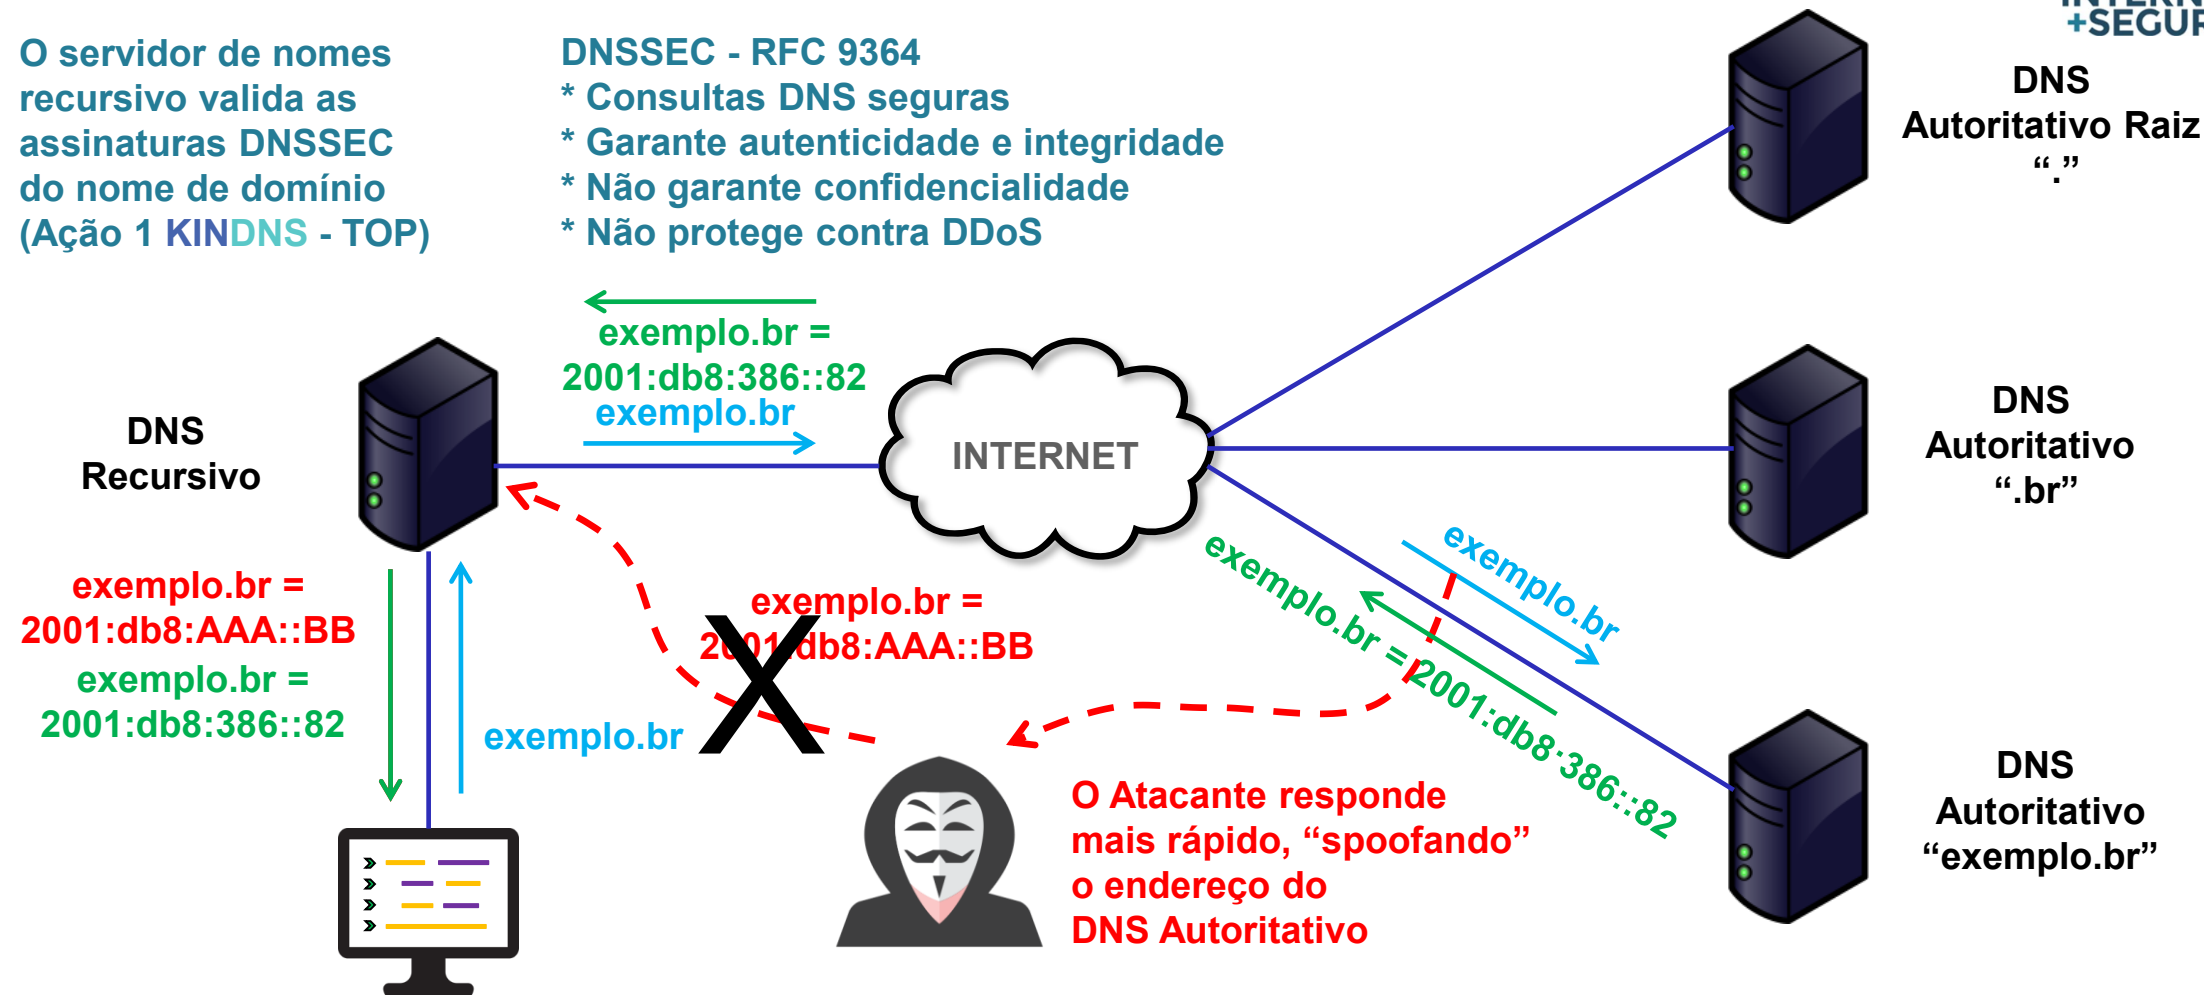 +SEGUR
O servidor de nomes
recursivo valida as
assinaturas DNSSEC
do nome de domínio
(Ação 1 KINDNS - TOP)
DNSSEC - RFC 9364
* Consultas DNS seguras
* Garante autenticidade e integridade
* Não garante confidencialidade
* Não protege contra DDoS
DNS
Autoritativo Raiz
“.”
exemplo.br =
2001:db8:386::82
exemplo.br
INTERNET
DNS
Recursivo
DNS
Autoritativo
“.br”
exemplo.br
exemplo.br = 2001:db8:386::82
exemplo.br =
2001:db8:AAA::BB
exemplo.br =
2001:db8:386::82
exemplo.br
exemplo.br =
2001:db8:AAA::BB
X
O Atacante responde
mais rápido, “spoofando”
o endereço do
DNS Autoritativo
DNS
Autoritativo
“exemplo.br”